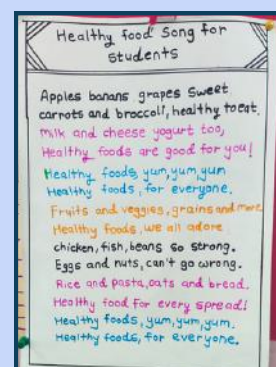 Healthy food Song for
Students
Apples banans grapes sweet
carrots and broccoli, healthy to eat.
Milk and cheese yogurt too,
Healthy foods are good for you!
Healthy foods, yum, yum, yum
Healthy foods, for everyone.
Fruits and veggies, grains and more.
Healthy foods, we all adore
chicken, fish, beans so strong.
Eggs and nuts, can't go wrong.
Rice and pasta, oats and bread.
Healthy food for every spread!
Healthy foods, yum, yum, yum.
Healthy foods, for everyone.